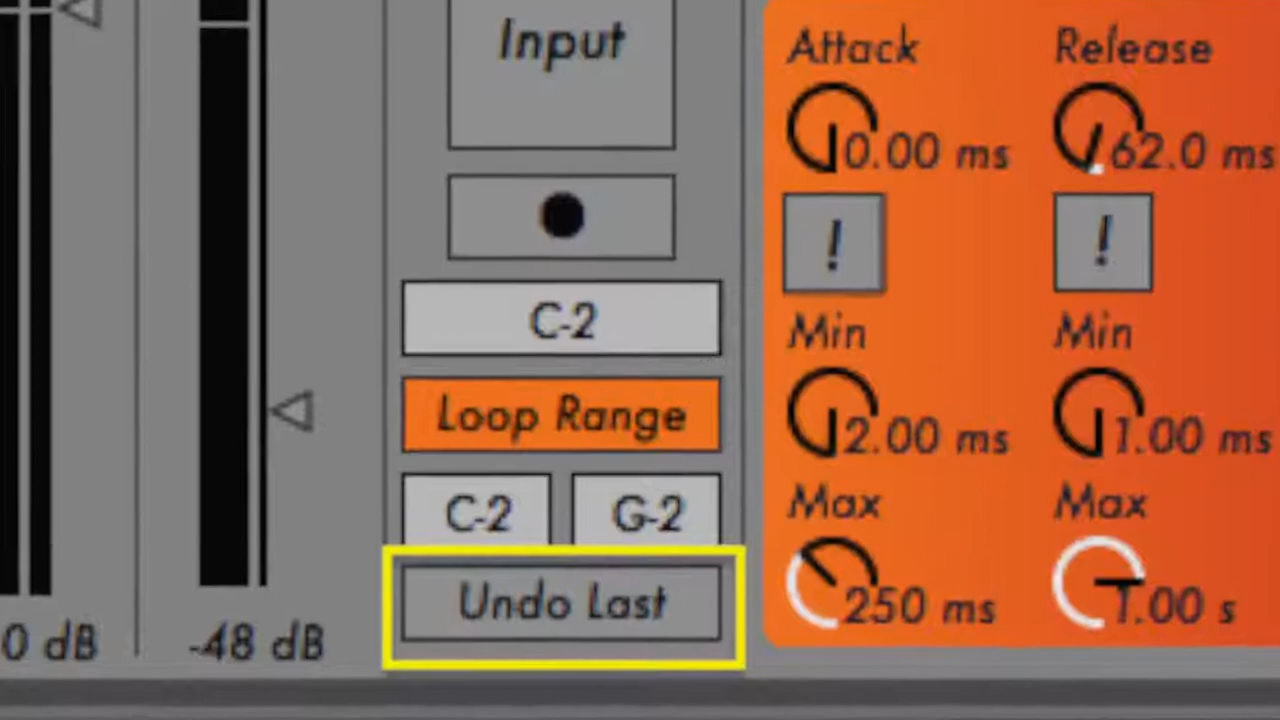 Input
C-2
Loop Range
C-2 G-2
Undo Last
0 dB
-48 dB
Attack Release
0.00 ms 62.0 ms
! !
Min Min
2.00 ms 1.00 ms
Max Max
250 ms 1.00 s